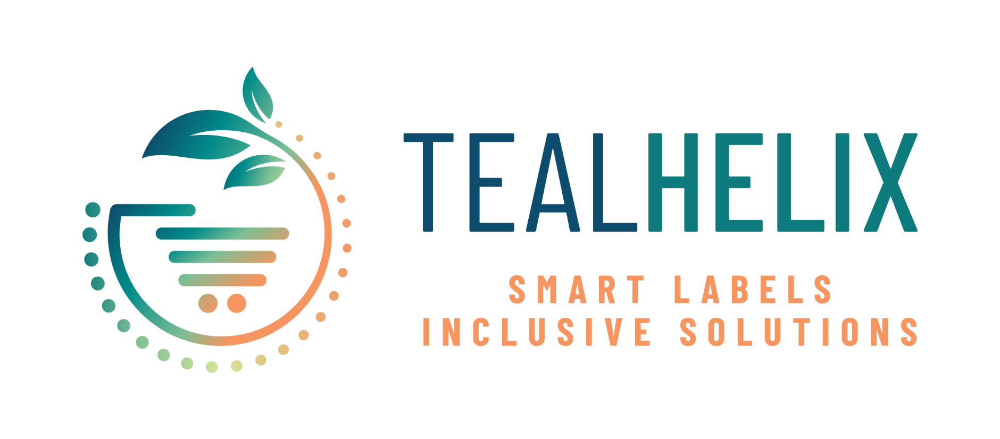 TEALHELIX
SMART LABELS
INCLUSIVE SOLUTIONS